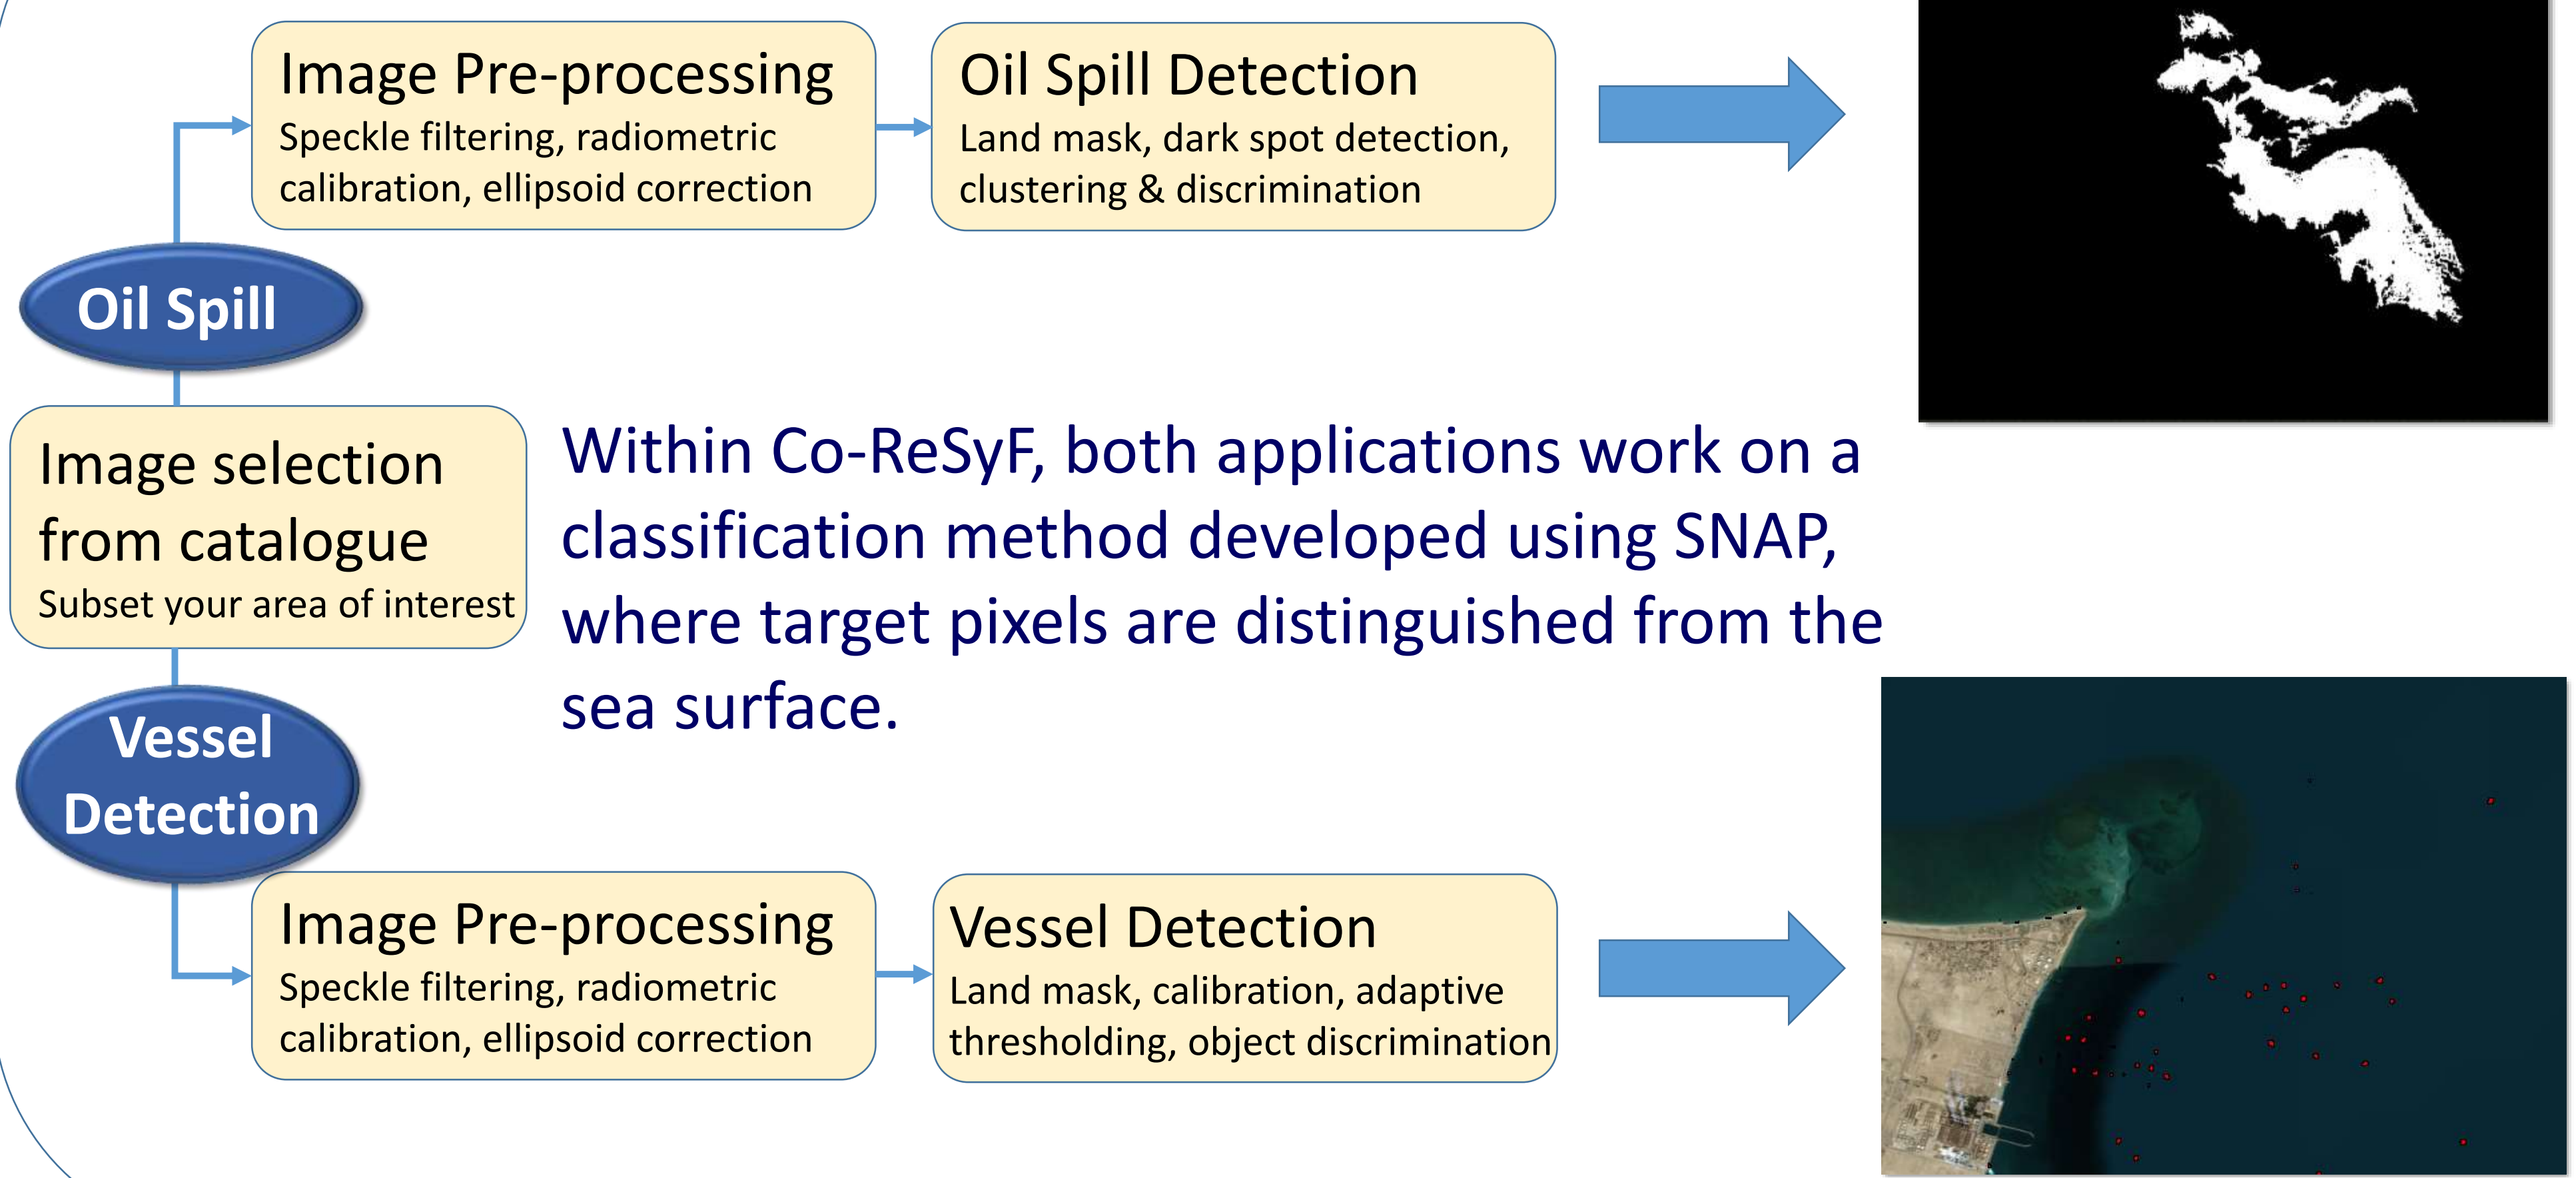 Image Pre-processing
Speckle filtering, radiometric
calibration, ellipsoid correction
Oil Spill Detection
Land mask, dark spot detection,
clustering & discrimination
Oil Spill
Image selection
from catalogue
Subset your area of interest
Within Co-ReSyF, both applications work on a
classification method developed using SNAP,
where target pixels are distinguished from the
sea surface.
Vessel
Detection
Image Pre-processing
Speckle filtering, radiometric
calibration, ellipsoid correction
Vessel Detection
Land mask, calibration, adaptive
thresholding, object discrimination